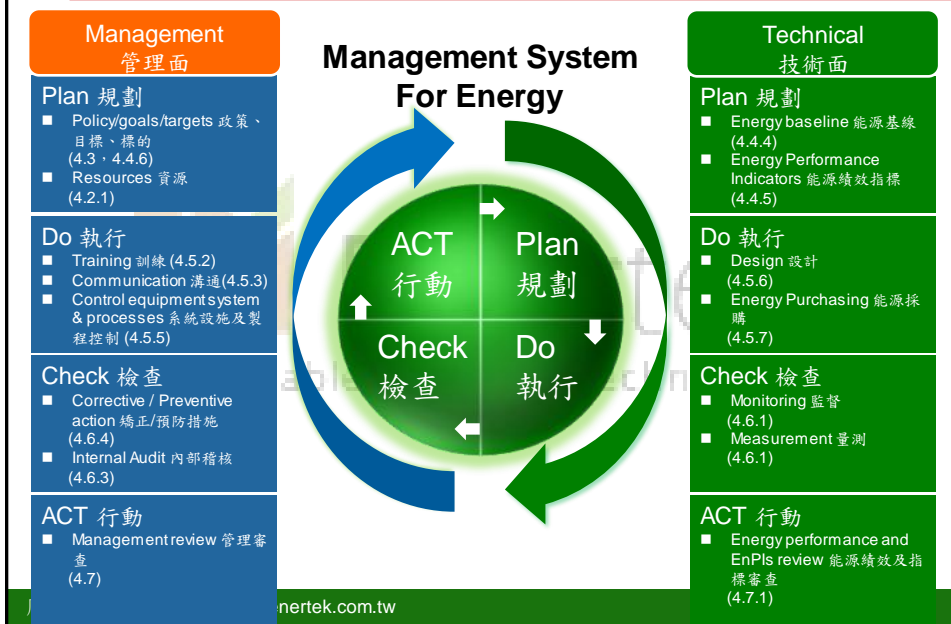 Management
管理面
Plan 規劃
■ Policy/goals/targets 政策、
目標、標的
(4.3，4.4.6)
■ Resources 資源
(4.2.1)
Do 執行
■ Training 訓練 (4.5.2)
■ Communication 溝通(4.5.3)
■ Control equipment system
& processes 系統設施及製
程控制 (4.5.5)
Check 檢查
■ Corrective / Preventive
action 矯正/預防措施
(4.6.4)
■ Internal Audit 內部稽核
(4.6.3)
ACT 行動
■ Management review 管理審
查
(4.7)
Management System
For Energy
ACT
行動
Plan
規劃
Check
檢查
Do
執行
Technical
技術面
Plan 規劃
■ Energy baseline 能源基線
(4.4.4)
■ Energy Performance
Indicators 能源績效指標
(4.4.5)
Do 執行
■ Design 設計
(4.5.6)
■ Energy Purchasing 能源採
購
(4.5.7)
Check 檢查
■ Monitoring 監督
(4.6.1)
■ Measurement 量測
(4.6.1)
ACT 行動
■ Energy performance and
EnPIs review 能源績效及指
標審查
(4.7.1)
enertek.com.tw